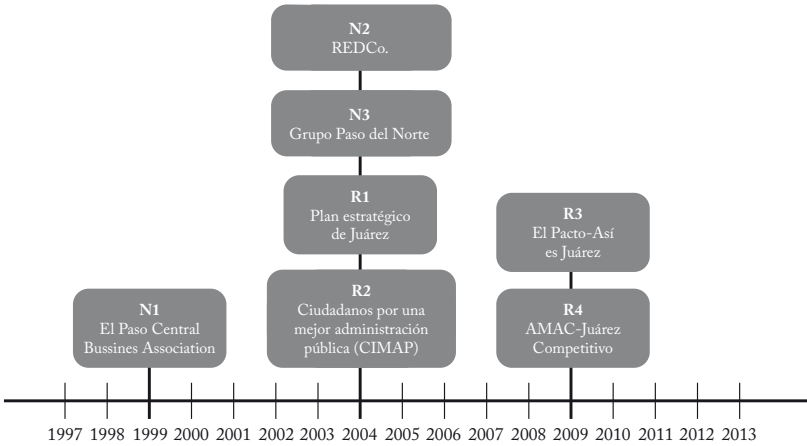 N2
REDCo.
N3
Grupo Paso del Norte
R1
Plan estratégico
de Juárez
R2
Ciudadanos por una
mejor administración
pública (CIMAP)
N1
El Paso Central
Bussines Association
R3
El Pacto-Así
es Juárez
R4
AMAC-Juárez
Competitivo
1997 1998 1999 2000 2001 2002 2003 2004 2005 2006 2007 2008 2009 2010 2011 2012 2013